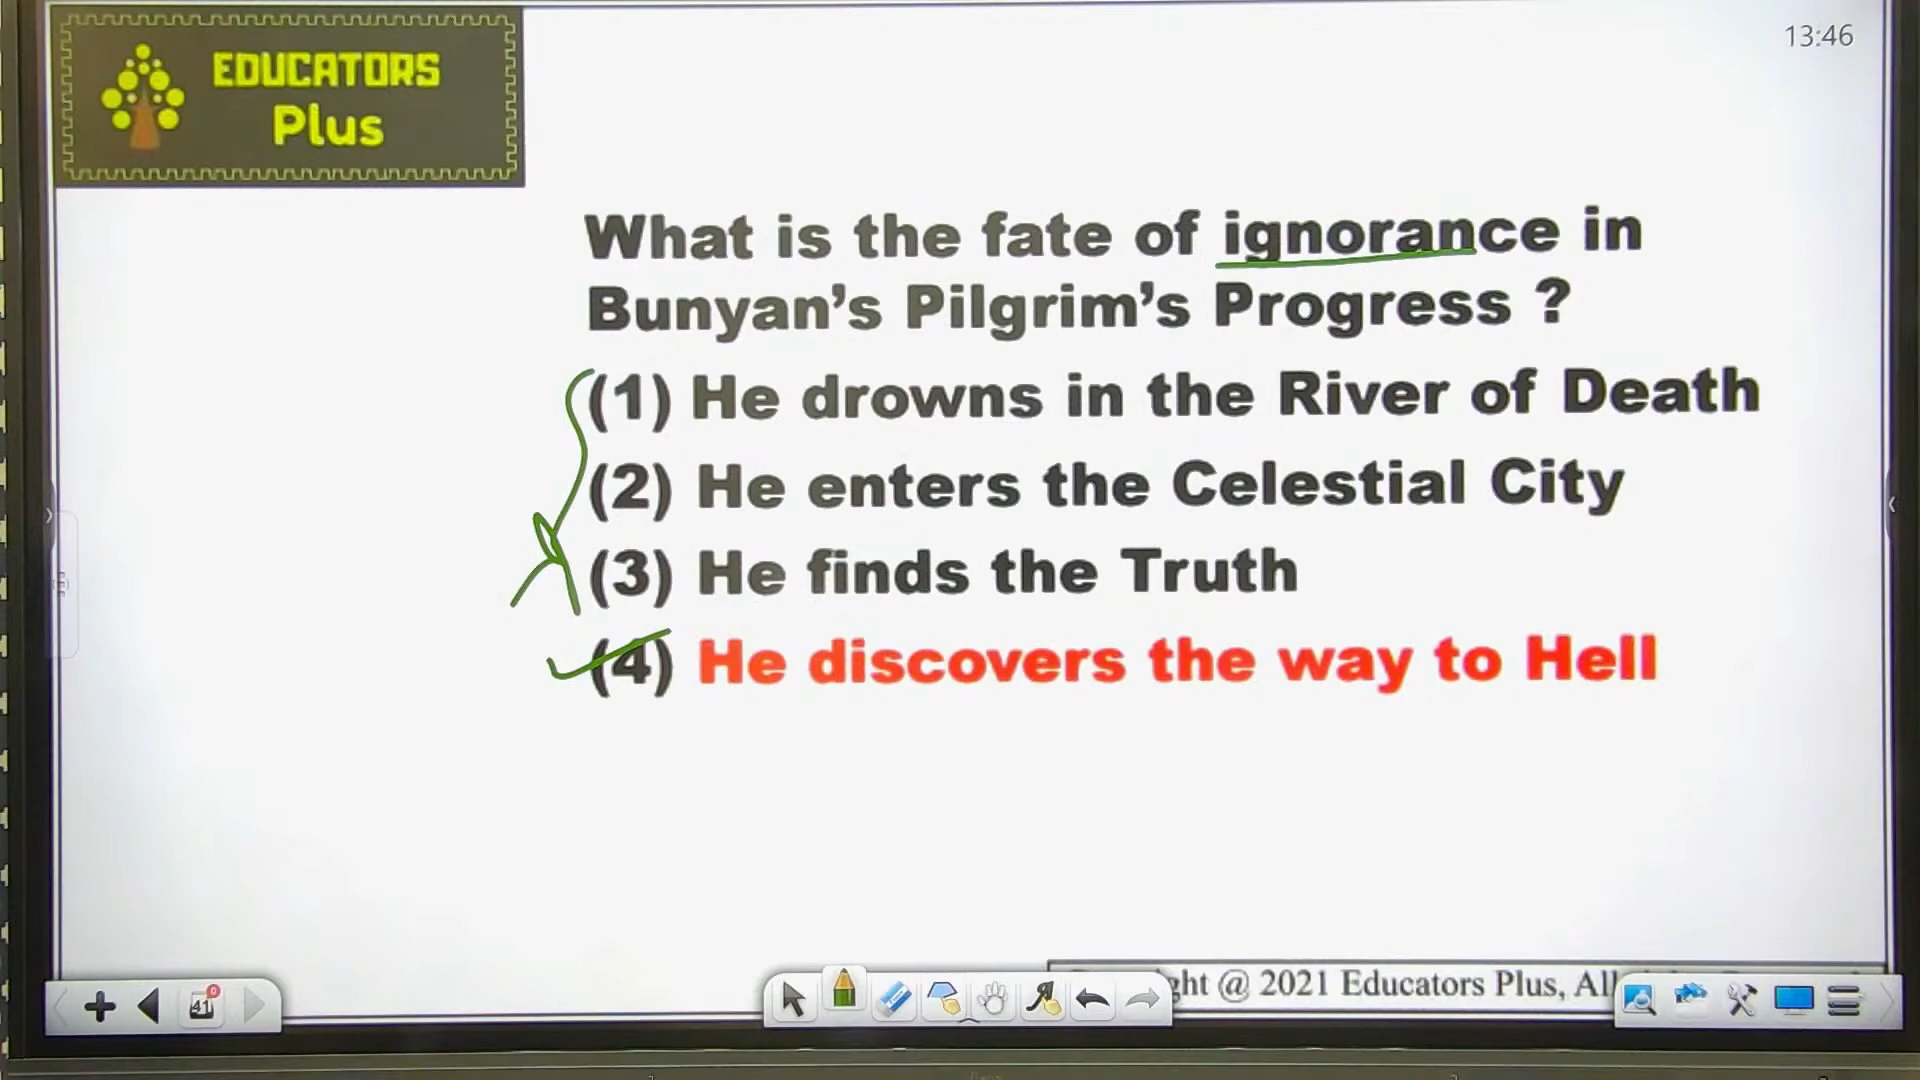 EDUCATORS
Plus
13:46
What is the fate of ignorance in
Bunyan's Pilgrim's Progress ?
(1) He drowns in the River of Death
(2) He enters the Celestial City
(3) He finds the Truth
(4) He discovers the way to Hell
@ 2021 Educators Plus, All
41
0